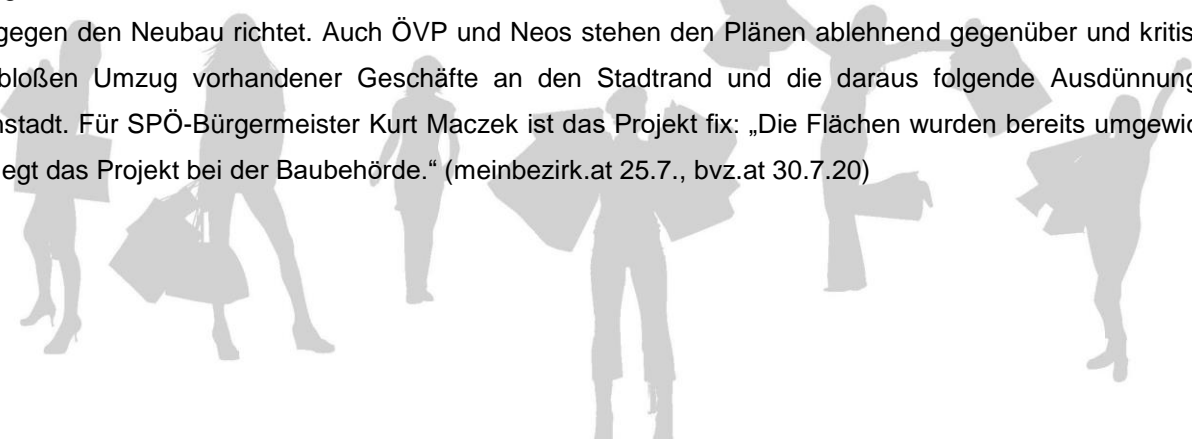 gegen den Neubau richtet. Auch ÖVP und Neos stehen den Plänen ablehnend gegenüber und kritis
bloßen Umzug vorhandener Geschäfte an den Stadtrand und die daraus folgende Ausdünnung
nstadt. Für SPÖ-Bürgermeister Kurt Maczek ist das Projekt fix: „Die Flächen wurden bereits umgewid
egt das Projekt bei der Baubehörde.“ (meinbezirk.at 25.7., bvz.at 30.7.20)